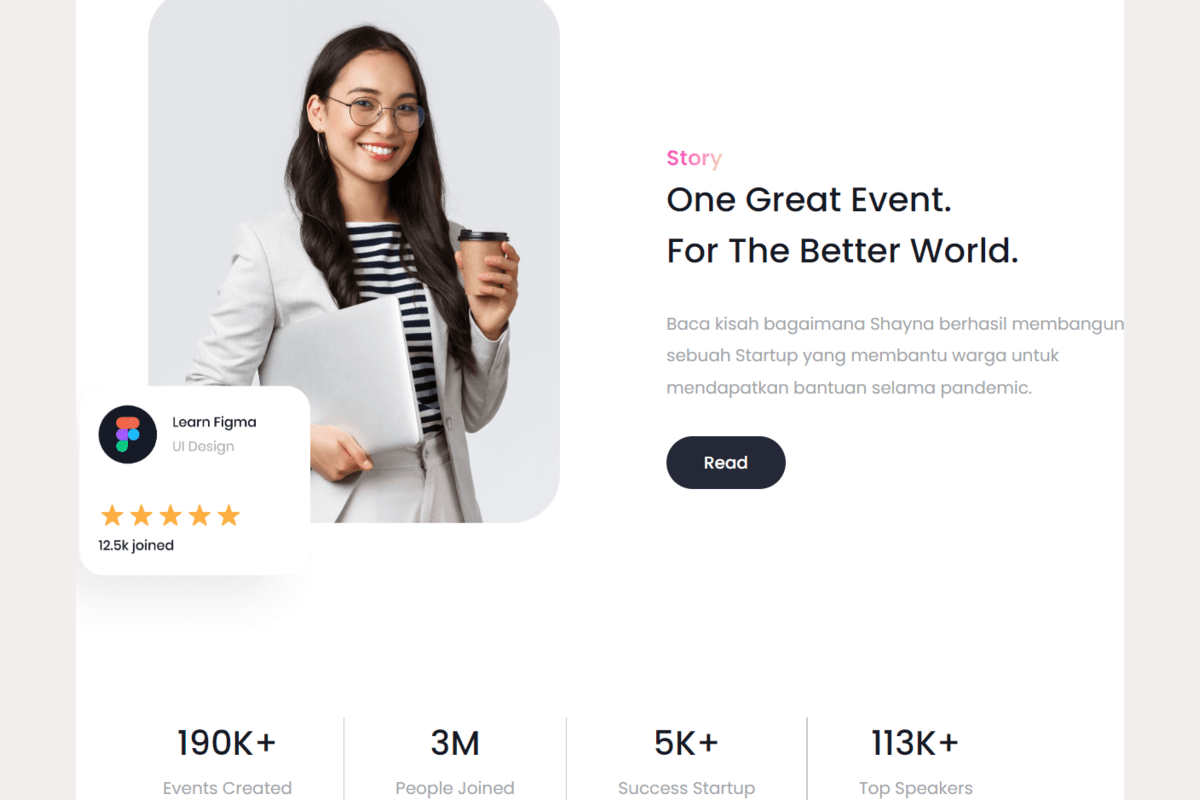 Story
One Great Event.
For The Better World.
Baca kisah bagaimana Shayna berhasil membangun
sebuah Startup yang membantu warga untuk
mendapatkan bantuan selama pandemic.
Read
Learn Figma
UI Design
12.5k joined
190K+
Events Created
3M
People Joined
5K+
Success Startup
113K+
Top Speakers